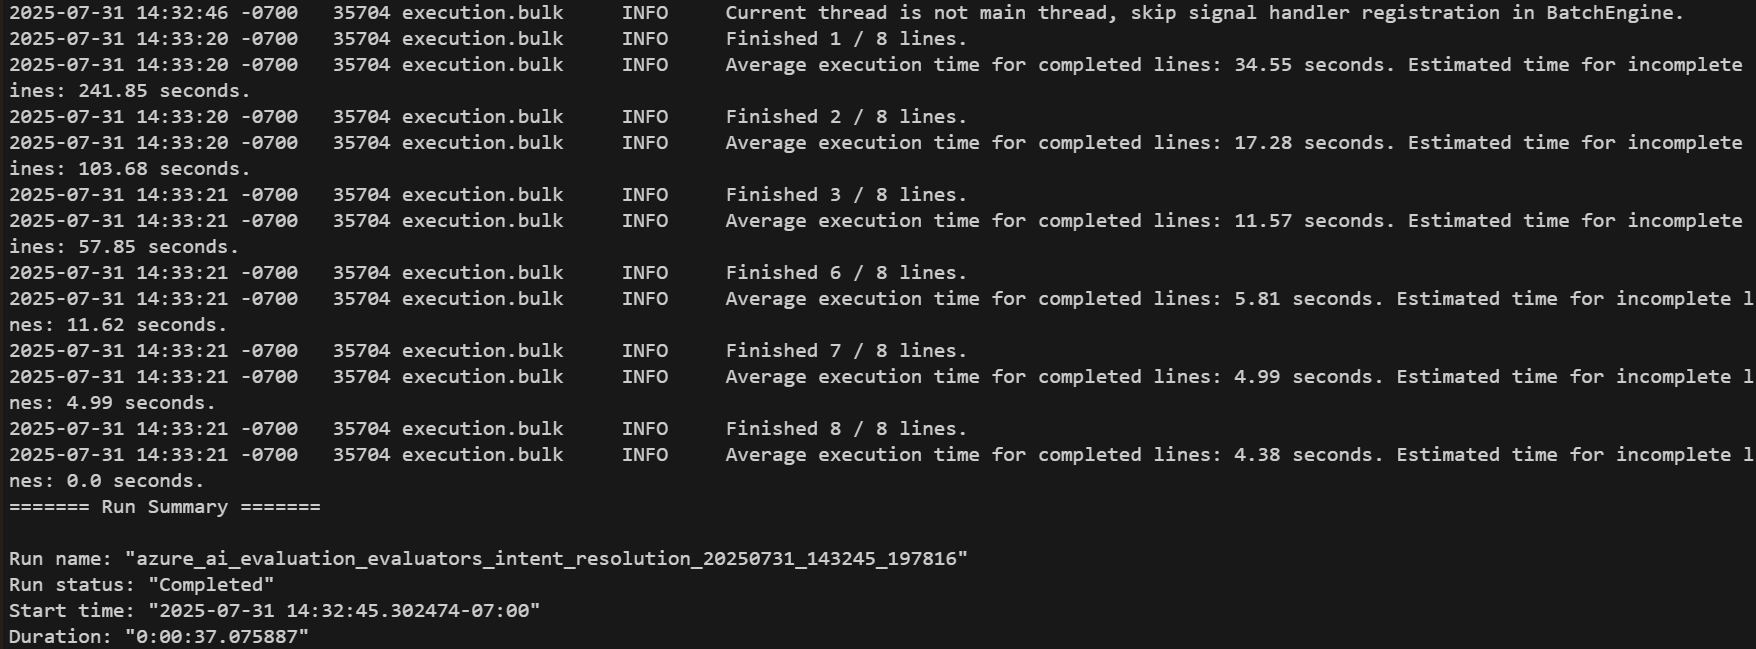 2025-07-31 14:32:46 -0700   35704 execution.bulk     INFO     Current thread is not main thread, skip signal handler registration in BatchEngine.
2025-07-31 14:33:20 -0700   35704 execution.bulk     INFO     Finished 1 / 8 lines.
2025-07-31 14:33:20 -0700   35704 execution.bulk     INFO     Average execution time for completed lines: 34.55 seconds. Estimated time for incomplete
ines: 241.85 seconds.
2025-07-31 14:33:20 -0700   35704 execution.bulk     INFO     Finished 2 / 8 lines.
2025-07-31 14:33:20 -0700   35704 execution.bulk     INFO     Average execution time for completed lines: 17.28 seconds. Estimated time for incomplete
ines: 103.68 seconds.
2025-07-31 14:33:21 -0700   35704 execution.bulk     INFO     Finished 3 / 8 lines.
2025-07-31 14:33:21 -0700   35704 execution.bulk     INFO     Average execution time for completed lines: 11.57 seconds. Estimated time for incomplete
ines: 57.85 seconds.
2025-07-31 14:33:21 -0700   35704 execution.bulk     INFO     Finished 6 / 8 lines.
2025-07-31 14:33:21 -0700   35704 execution.bulk     INFO     Average execution time for completed lines: 5.81 seconds. Estimated time for incomplete l
nes: 11.62 seconds.
2025-07-31 14:33:21 -0700   35704 execution.bulk     INFO     Finished 7 / 8 lines.
2025-07-31 14:33:21 -0700   35704 execution.bulk     INFO     Average execution time for completed lines: 4.99 seconds. Estimated time for incomplete l
nes: 4.99 seconds.
2025-07-31 14:33:21 -0700   35704 execution.bulk     INFO     Finished 8 / 8 lines.
2025-07-31 14:33:21 -0700   35704 execution.bulk     INFO     Average execution time for completed lines: 4.38 seconds. Estimated time for incomplete l
nes: 0.0 seconds.
======= Run Summary =======
Run name: "azure_ai_evaluation_evaluators_intent_resolution_20250731_143245_197816"
Run status: "Completed"
Start time: "2025-07-31 14:32:45.302474-07:00"
Duration: "0:00:37.075887"